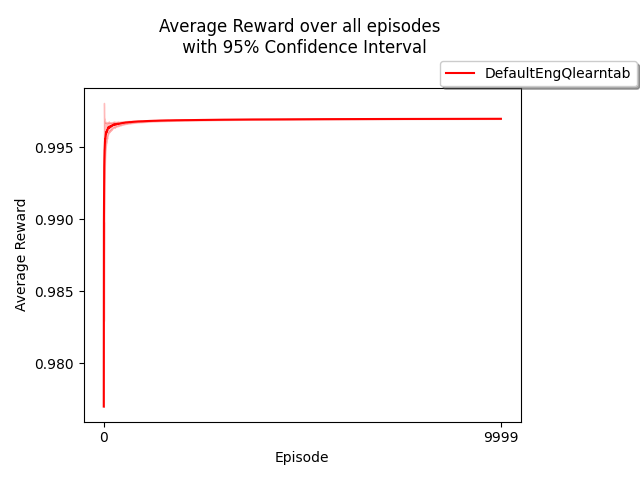 Average Reward over all episodes
with 95% Confidence Interval
DefaultEngQlearntab
0.995
0.990
0.985
0.980
Average Reward
0
9999
Episode